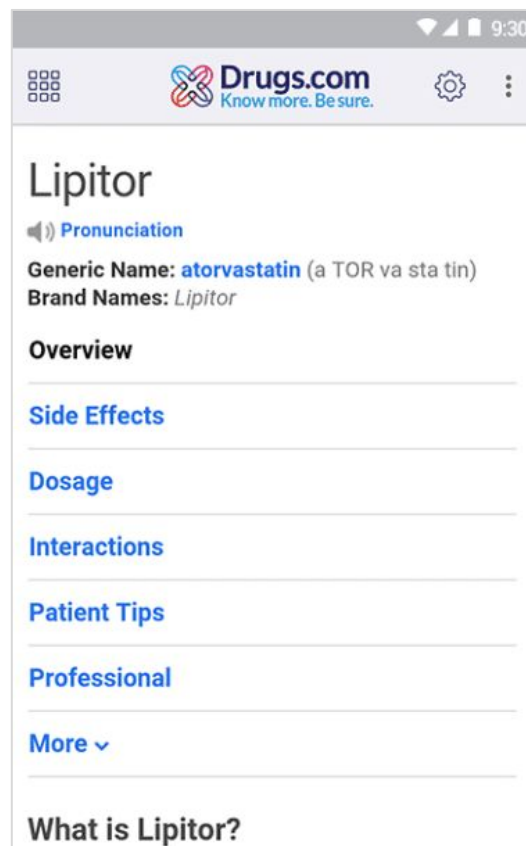 9:30
Drugs.com
Know more. Be sure.
Lipitor
Pronunciation
Generic Name: atorvastatin (a TOR va sta tin)
Brand Names: Lipitor
Overview
Side Effects
Dosage
Interactions
Patient Tips
Professional
More
What is Lipitor?